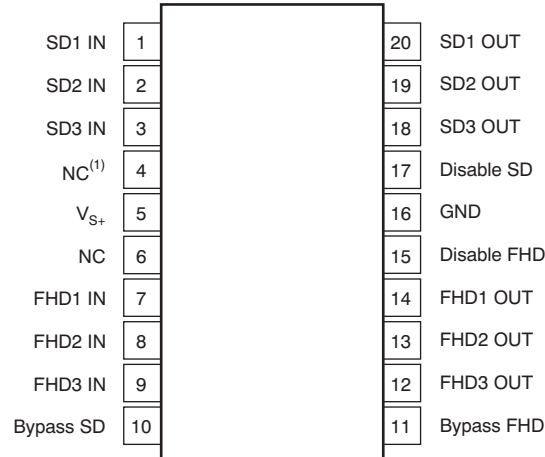 SD1 IN 1 20 SD1 OUT
SD2 IN 2 19 SD2 OUT
SD3 IN 3 18 SD3 OUT
NC(1) 4 17 Disable SD
VS+ 5 16 GND
NC 6 15 Disable FHD
FHD1 IN 7 14 FHD1 OUT
FHD2 IN 8 13 FHD2 OUT
FHD3 IN 9 12 FHD3 OUT
Bypass SD 10 11 Bypass FHD